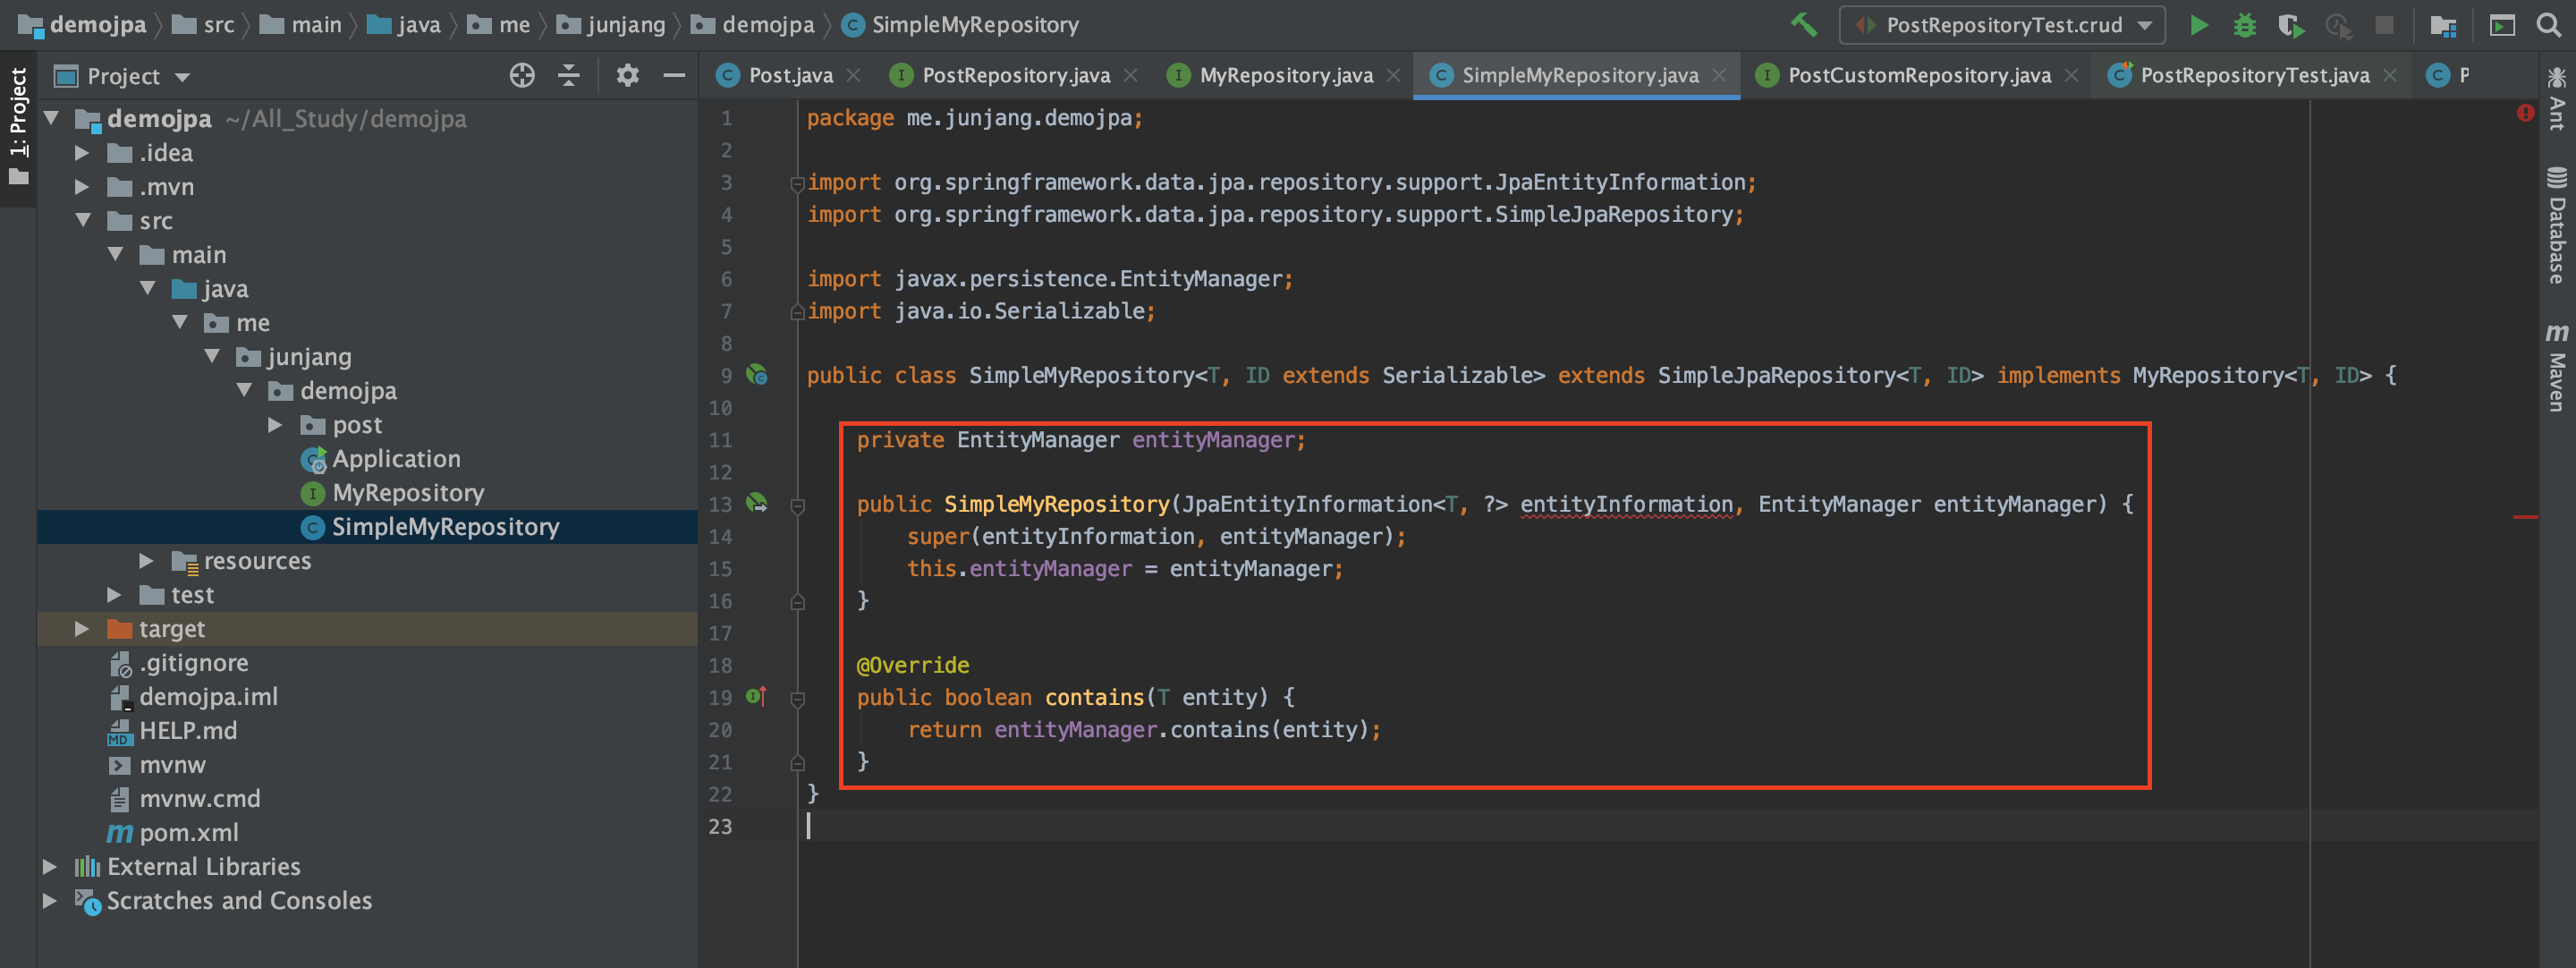 demojpa src main java me junjang demojpa SimpleMyRepository PostRepositoryTest.crud
1: Project
Project
Post.java PostRepository.java MyRepository.java SimpleMyRepository.java PostCustomRepository.java PostRepositoryTest.java P
demojpa ~/All_Study/demojpa
.idea
.mvn
src
main
java
me
junjang
demojpa
post
Application
MyRepository
SimpleMyRepository
resources
test
target
.gitignore
demojpa.iml
HELP.md
mvnw
mvnw.cmd
pom.xml
External Libraries
Scratches and Consoles
1 package me.junjang.demojpa;
2
3 import org.springframework.data.jpa.repository.support.JpaEntityInformation;
4 import org.springframework.data.jpa.repository.support.SimpleJpaRepository;
5
6 import javax.persistence.EntityManager;
7 import java.io.Serializable;
8
9 public class SimpleMyRepository<T, ID extends Serializable> extends SimpleJpaRepository<T, ID> implements MyRepository<T, ID> {
10
11 private EntityManager entityManager;
12
13 public SimpleMyRepository(JpaEntityInformation<T, ?> entityInformation, EntityManager entityManager) {
14 super(entityInformation, entityManager);
15 this.entityManager = entityManager;
16 }
17
18 @Override
19 public boolean contains(T entity) {
20 return entityManager.contains(entity);
21 }
22 }
23
Ant
Database
Maven